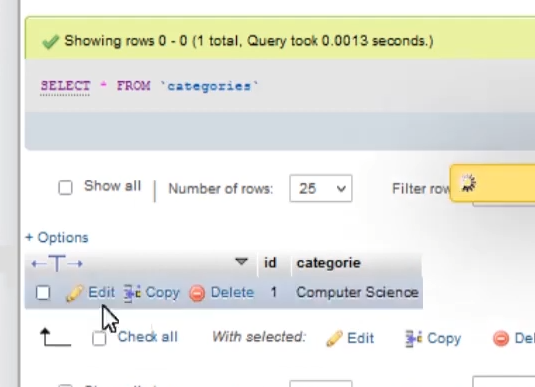 Showing rows 0 - 0 (1 total, Query took 0.0013 seconds.)
SELECT * FROM `categories`
Show all | Number of rows: 25 Filter row
+ Options
←T→ id categorie
Edit Copy Delete 1 Computer Science
Check all With selected: Edit Copy Del